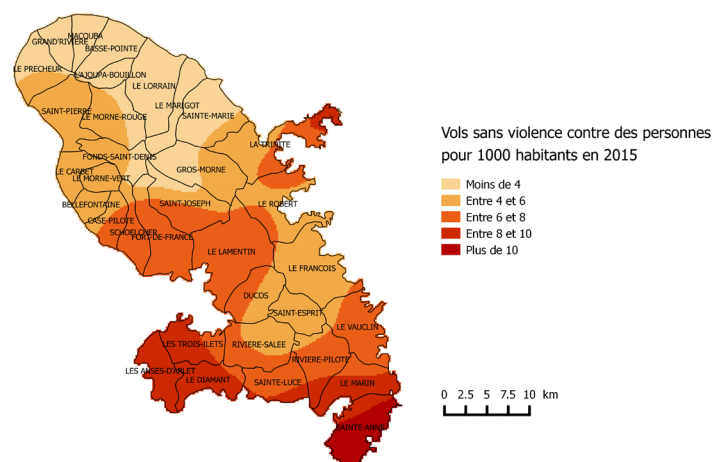 MACOUBA
GRAND'RIVIERE
BASSE-POINTE
LE PRECHEUR
L'AJOUPA-BOUILLON
LE LORRAIN
LE MARIGOT
SAINT-PIERRE
LE MORNE-ROUGE
SAINTE-MARIE
LA TRINITE
FONDS-SAINT-DENIS
LE CARBET
LE MORNE-VERT
GROS-MORNE
BELLEFONTAINE
SAINT-JOSEPH
LE ROBERT
CASE-PILOTE
SCHOELCHER
FORT-DE-FRANCE
LE LAMENTIN
LE FRANCOIS
DUCOS
SAINT-ESPRIT
LE VAUCLIN
LES TROIS-ILETS
RIVIERE-SALEE
RIVIERE-PILOTE
LES ANSES-D'ARLET
LE DIAMANT
SAINTE-LUCE
LE MARIN
SAINTE ANNE
Vols sans violence contre des personnes
pour 1000 habitants en 2015
Moins de 4
Entre 4 et 6
Entre 6 et 8
Entre 8 et 10
Plus de 10
0 2.5 5 7.5 10 km